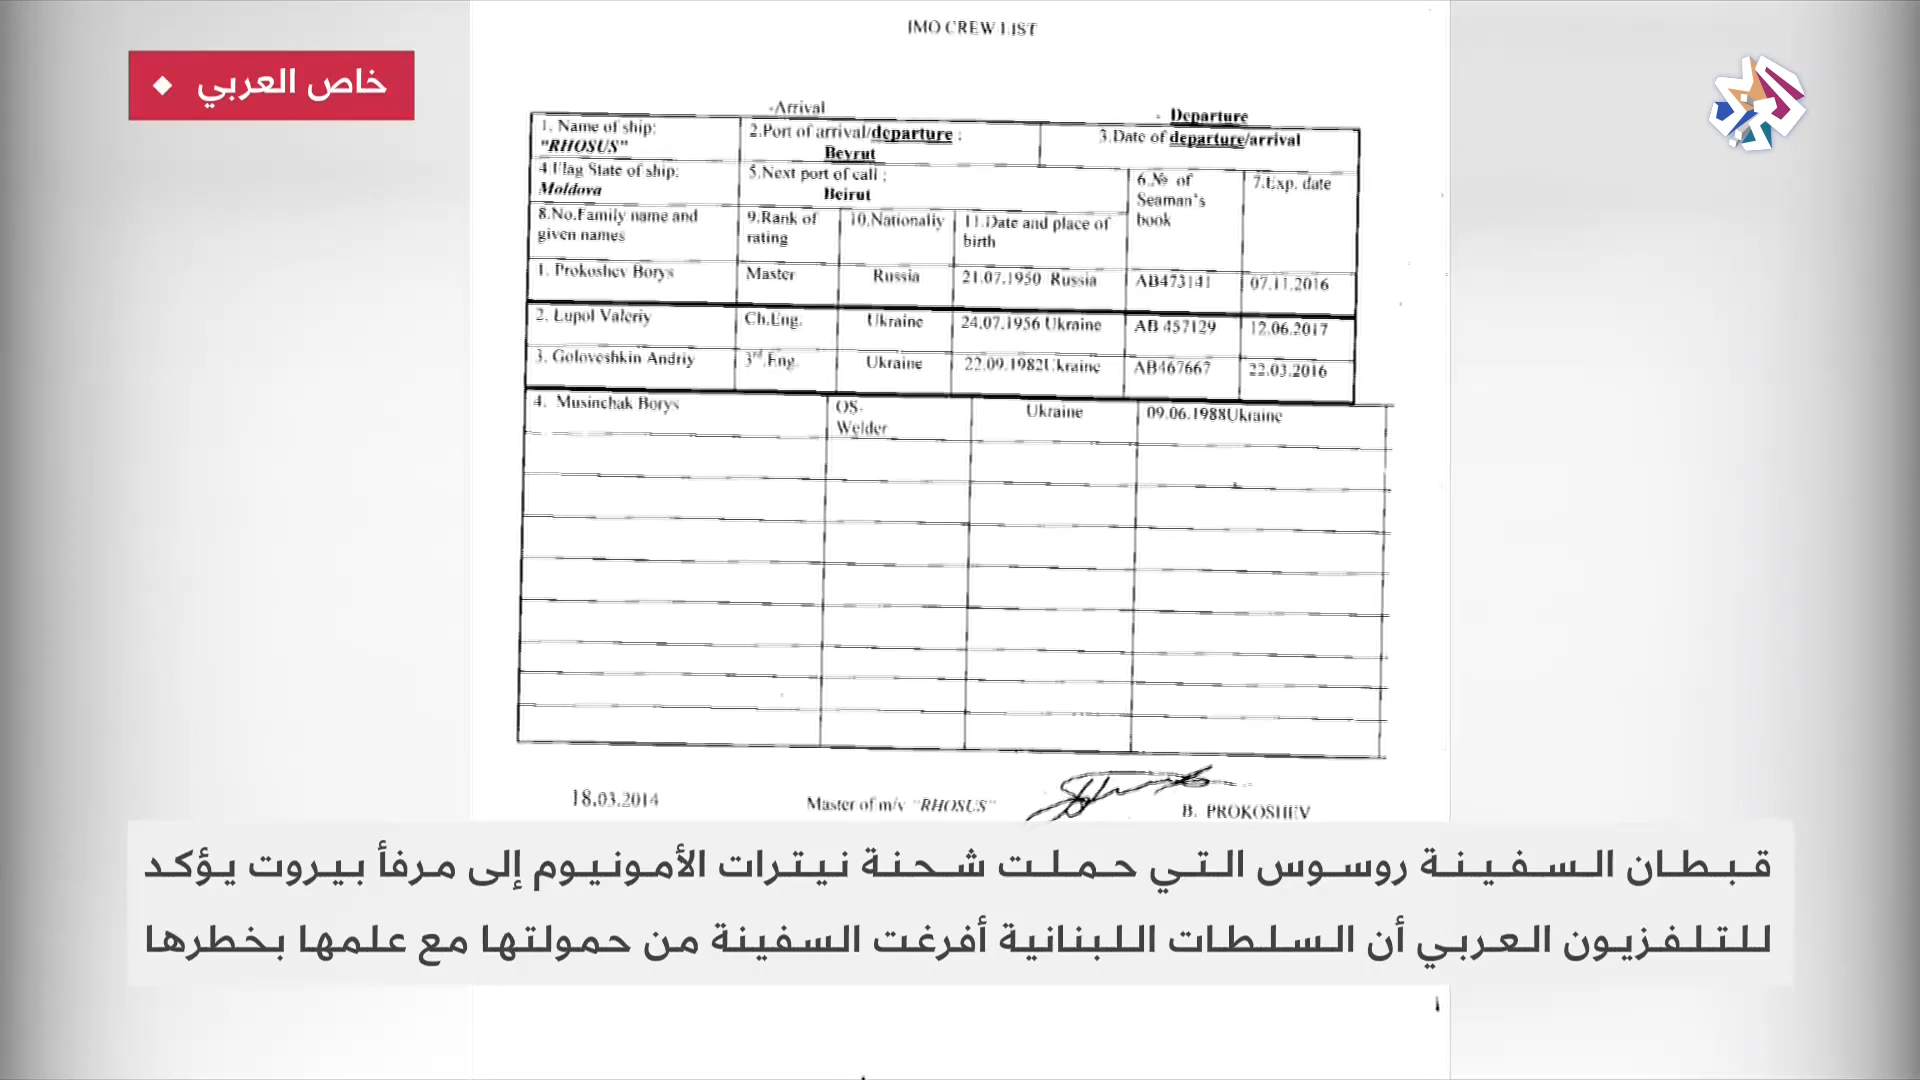 IMO CREW LIST
خاص العربي
-Arrival
- Departure
1. Name of ship:
"RHOSUS"
2.Port of arrival/departure :
Beyrut
3.Date of departure/arrival
4.Flag State of ship:
Moldova
5.Next port of call :
Beirut
6.№ of
Seaman's
book
7.Exp. date
8.No.Family name and
given names
9.Rank of
rating
10.Nationaliy
11.Date and place of
birth
1. Prokoshev Borys Master Russia 21.07.1950 Russia AB473141 07.11.2016
2. Lupol Valeriy Ch.Eng. Ukraine 24.07.1956 Ukraine AB 457129 12.06.2017
3. Goloveshkin Andriy 3rd.Eng. Ukraine 22.09.1982Ukraine AB467667 22.03.2016
4. Musinchak Borys OS- Ukraine 09.06.1988Ukraine
Welder
18.03.2014 Master of m/v "RHOSUS" B. PROKOSHEV
قبطان السفينة روسوس التي حملت شحنة نيترات الأمونيوم إلى مرفأ بيروت يؤكد
للتلفزيون العربي أن السلطات اللبنانية أفرغت السفينة من حمولتها مع علمها بخطرها